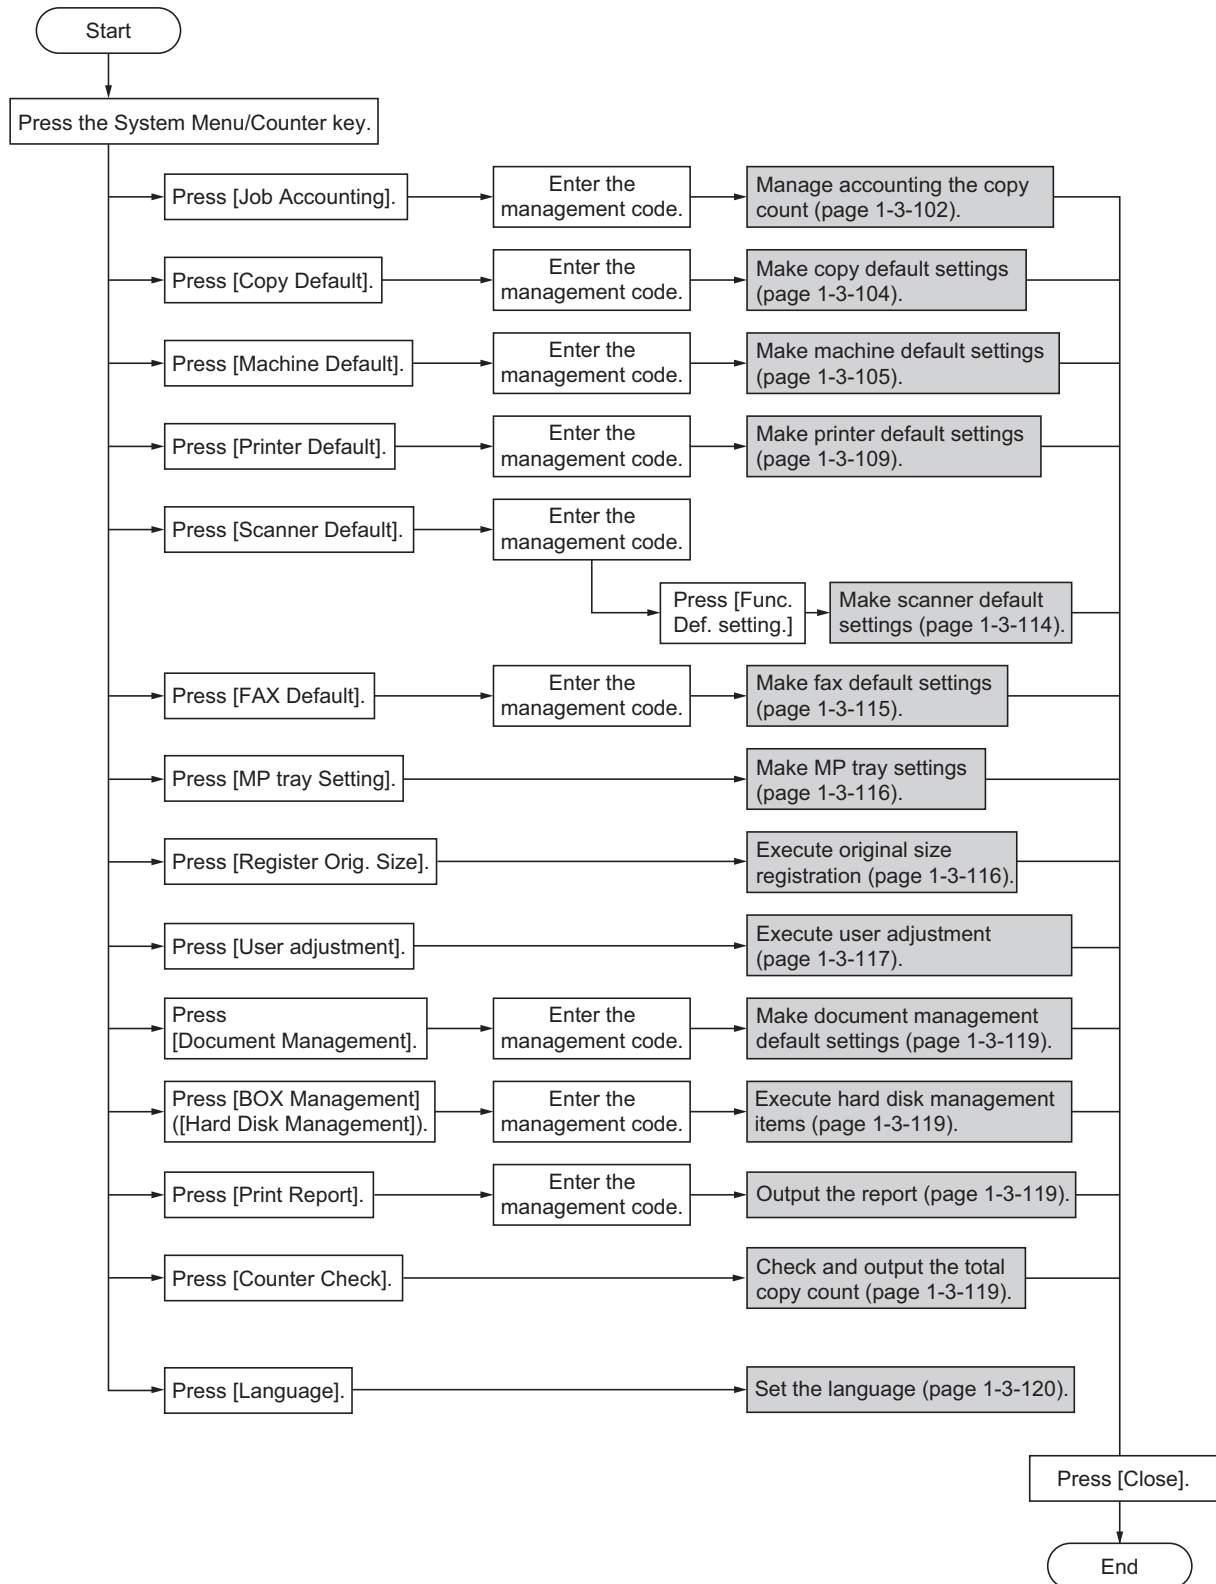 Start
Press the System Menu/Counter key.
Press [Job Accounting].
Enter the
management code.
Manage accounting the copy
count (page 1-3-102).
Press [Copy Default].
Enter the
management code.
Make copy default settings
(page 1-3-104).
Press [Machine Default].
Enter the
management code.
Make machine default settings
(page 1-3-105).
Press [Printer Default].
Enter the
management code.
Make printer default settings
(page 1-3-109).
Press [Scanner Default].
Enter the
management code.
Press [Func.
Def. setting.]
Make scanner default
settings (page 1-3-114).
Press [FAX Default].
Enter the
management code.
Make fax default settings
(page 1-3-115).
Press [MP tray Setting].
Make MP tray settings
(page 1-3-116).
Press [Register Orig. Size].
Execute original size
registration (page 1-3-116).
Press [User adjustment].
Execute user adjustment
(page 1-3-117).
Press
[Document Management].
Enter the
management code.
Make document management
default settings (page 1-3-119).
Press [BOX Management]
([Hard Disk Management]).
Enter the
management code.
Execute hard disk management
items (page 1-3-119).
Press [Print Report].
Enter the
management code.
Output the report (page 1-3-119).
Press [Counter Check].
Check and output the total
copy count (page 1-3-119).
Press [Language].
Set the language (page 1-3-120).
Press [Close].
End